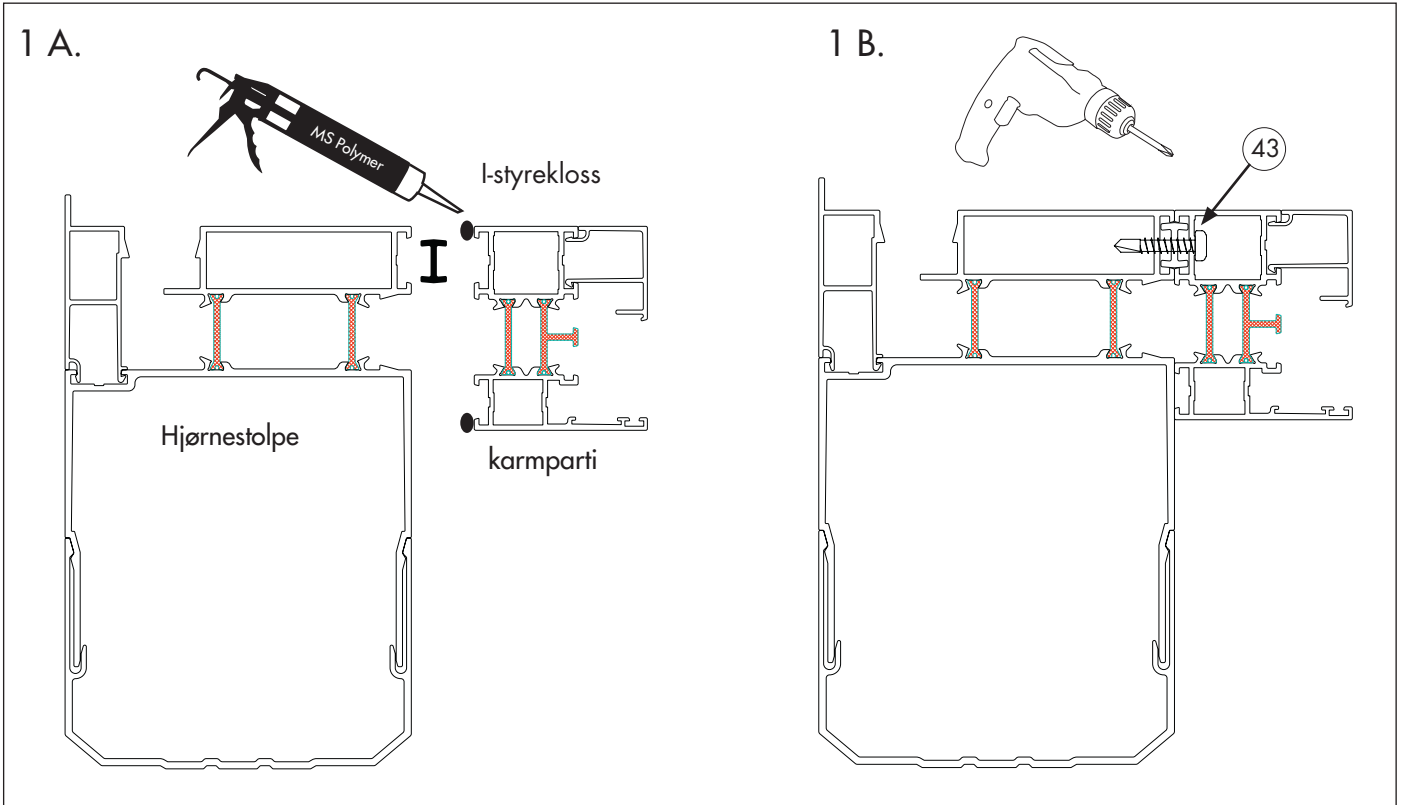 1 A.
MS Polymer
I-styrekloss
Hjørnestolpe
karmparti
1 B.
43